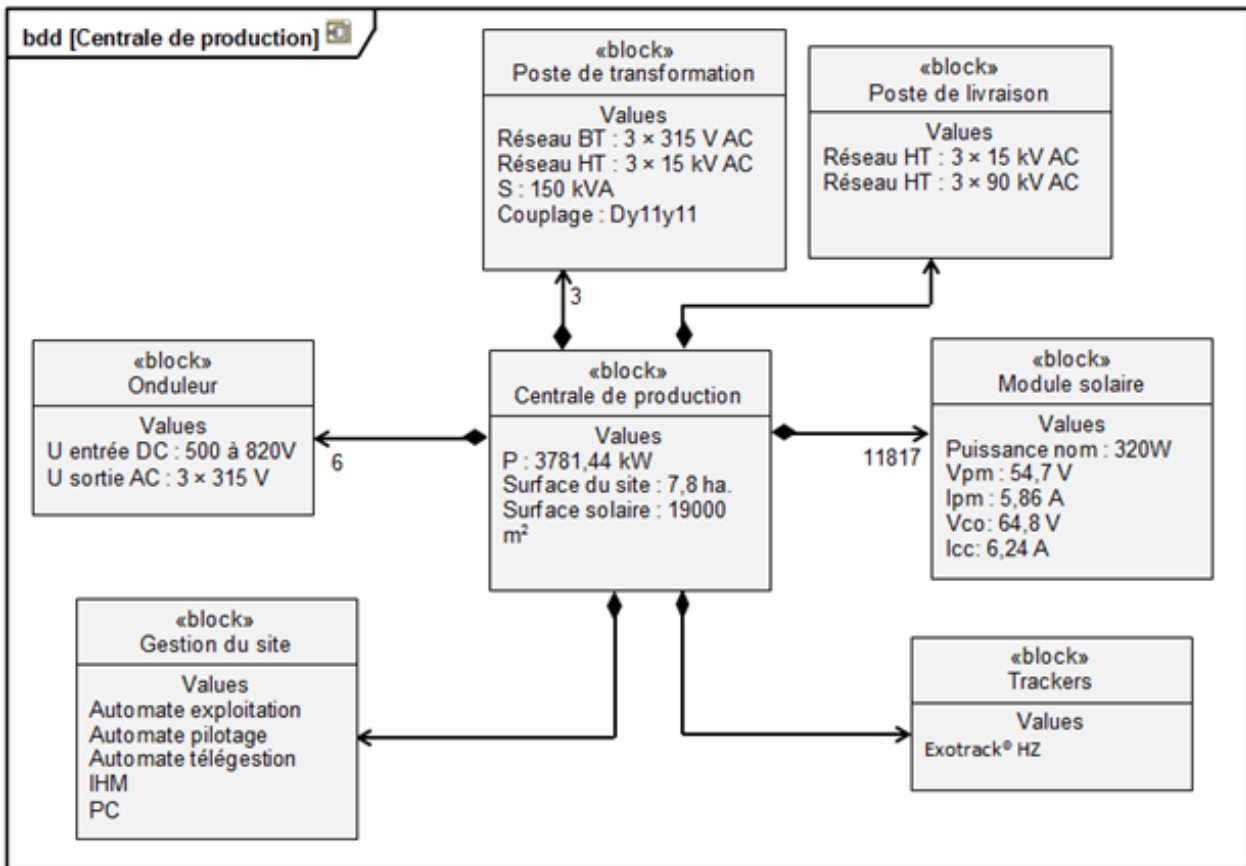 bdd [Centrale de production]
«block»
Poste de transformation
Values
Réseau BT : 3 × 315 V AC
Réseau HT : 3 × 15 kV AC
S : 150 kVA
Couplage : Dy11y11
«block»
Poste de livraison
Values
Réseau HT : 3 × 15 kV AC
Réseau HT : 3 × 90 kV AC
3
«block»
Onduleur
Values
U entrée DC : 500 à 820V
U sortie AC : 3 × 315 V
6
«block»
Centrale de production
Values
P : 3781,44 kW
Surface du site : 7,8 ha.
Surface solaire : 19000
m²
11817
«block»
Module solaire
Values
Puissance nom : 320W
Vpm : 54,7 V
Ipm : 5,86 A
Vco: 64,8 V
Icc: 6,24 A
«block»
Gestion du site
Values
Automate exploitation
Automate pilotage
Automate télégestion
IHM
PC
«block»
Trackers
Values
Exotrack® HZ